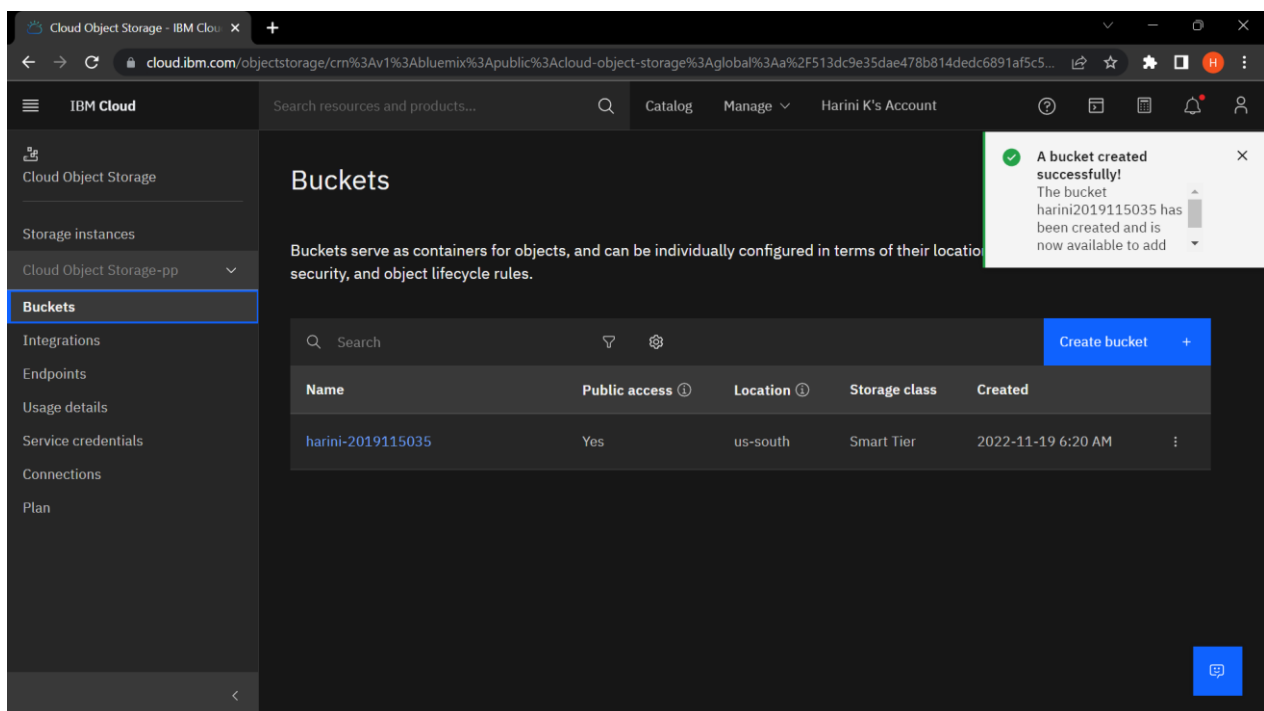 Cloud Object Storage - IBM Clou
cloud.ibm.com/objectstorage/crn%3Av1%3Abluemix%3Apublic%3Acloud-object-storage%3Aglobal%3Aa%2F513dc9e35dae478b814dedc6891af5c5...
H
IBM Cloud
Search resources and products...
Catalog
Manage
Harini K's Account
Cloud Object Storage
Storage instances
Cloud Object Storage-pp
Buckets
Integrations
Endpoints
Usage details
Service credentials
Connections
Plan
Buckets
Buckets serve as containers for objects, and can be individually configured in terms of their locatio
security, and object lifecycle rules.
A bucket created
successfully!
The bucket
harini2019115035 has
been created and is
now available to add
Search
Create bucket +
Name Public access Location Storage class Created
harini-2019115035 Yes us-south Smart Tier 2022-11-19 6:20 AM